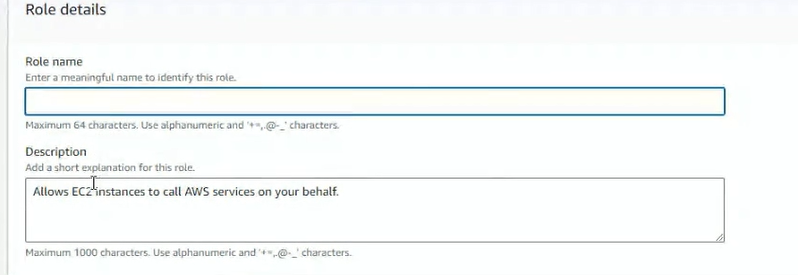 Role details
Role name
Enter a meaningful name to identify this role.
Maximum 64 characters. Use alphanumeric and '+=,.@-_' characters.
Description
Add a short explanation for this role.
Allows EC2 instances to call AWS services on your behalf.
Maximum 1000 characters. Use alphanumeric and '+=,.@-_' characters.